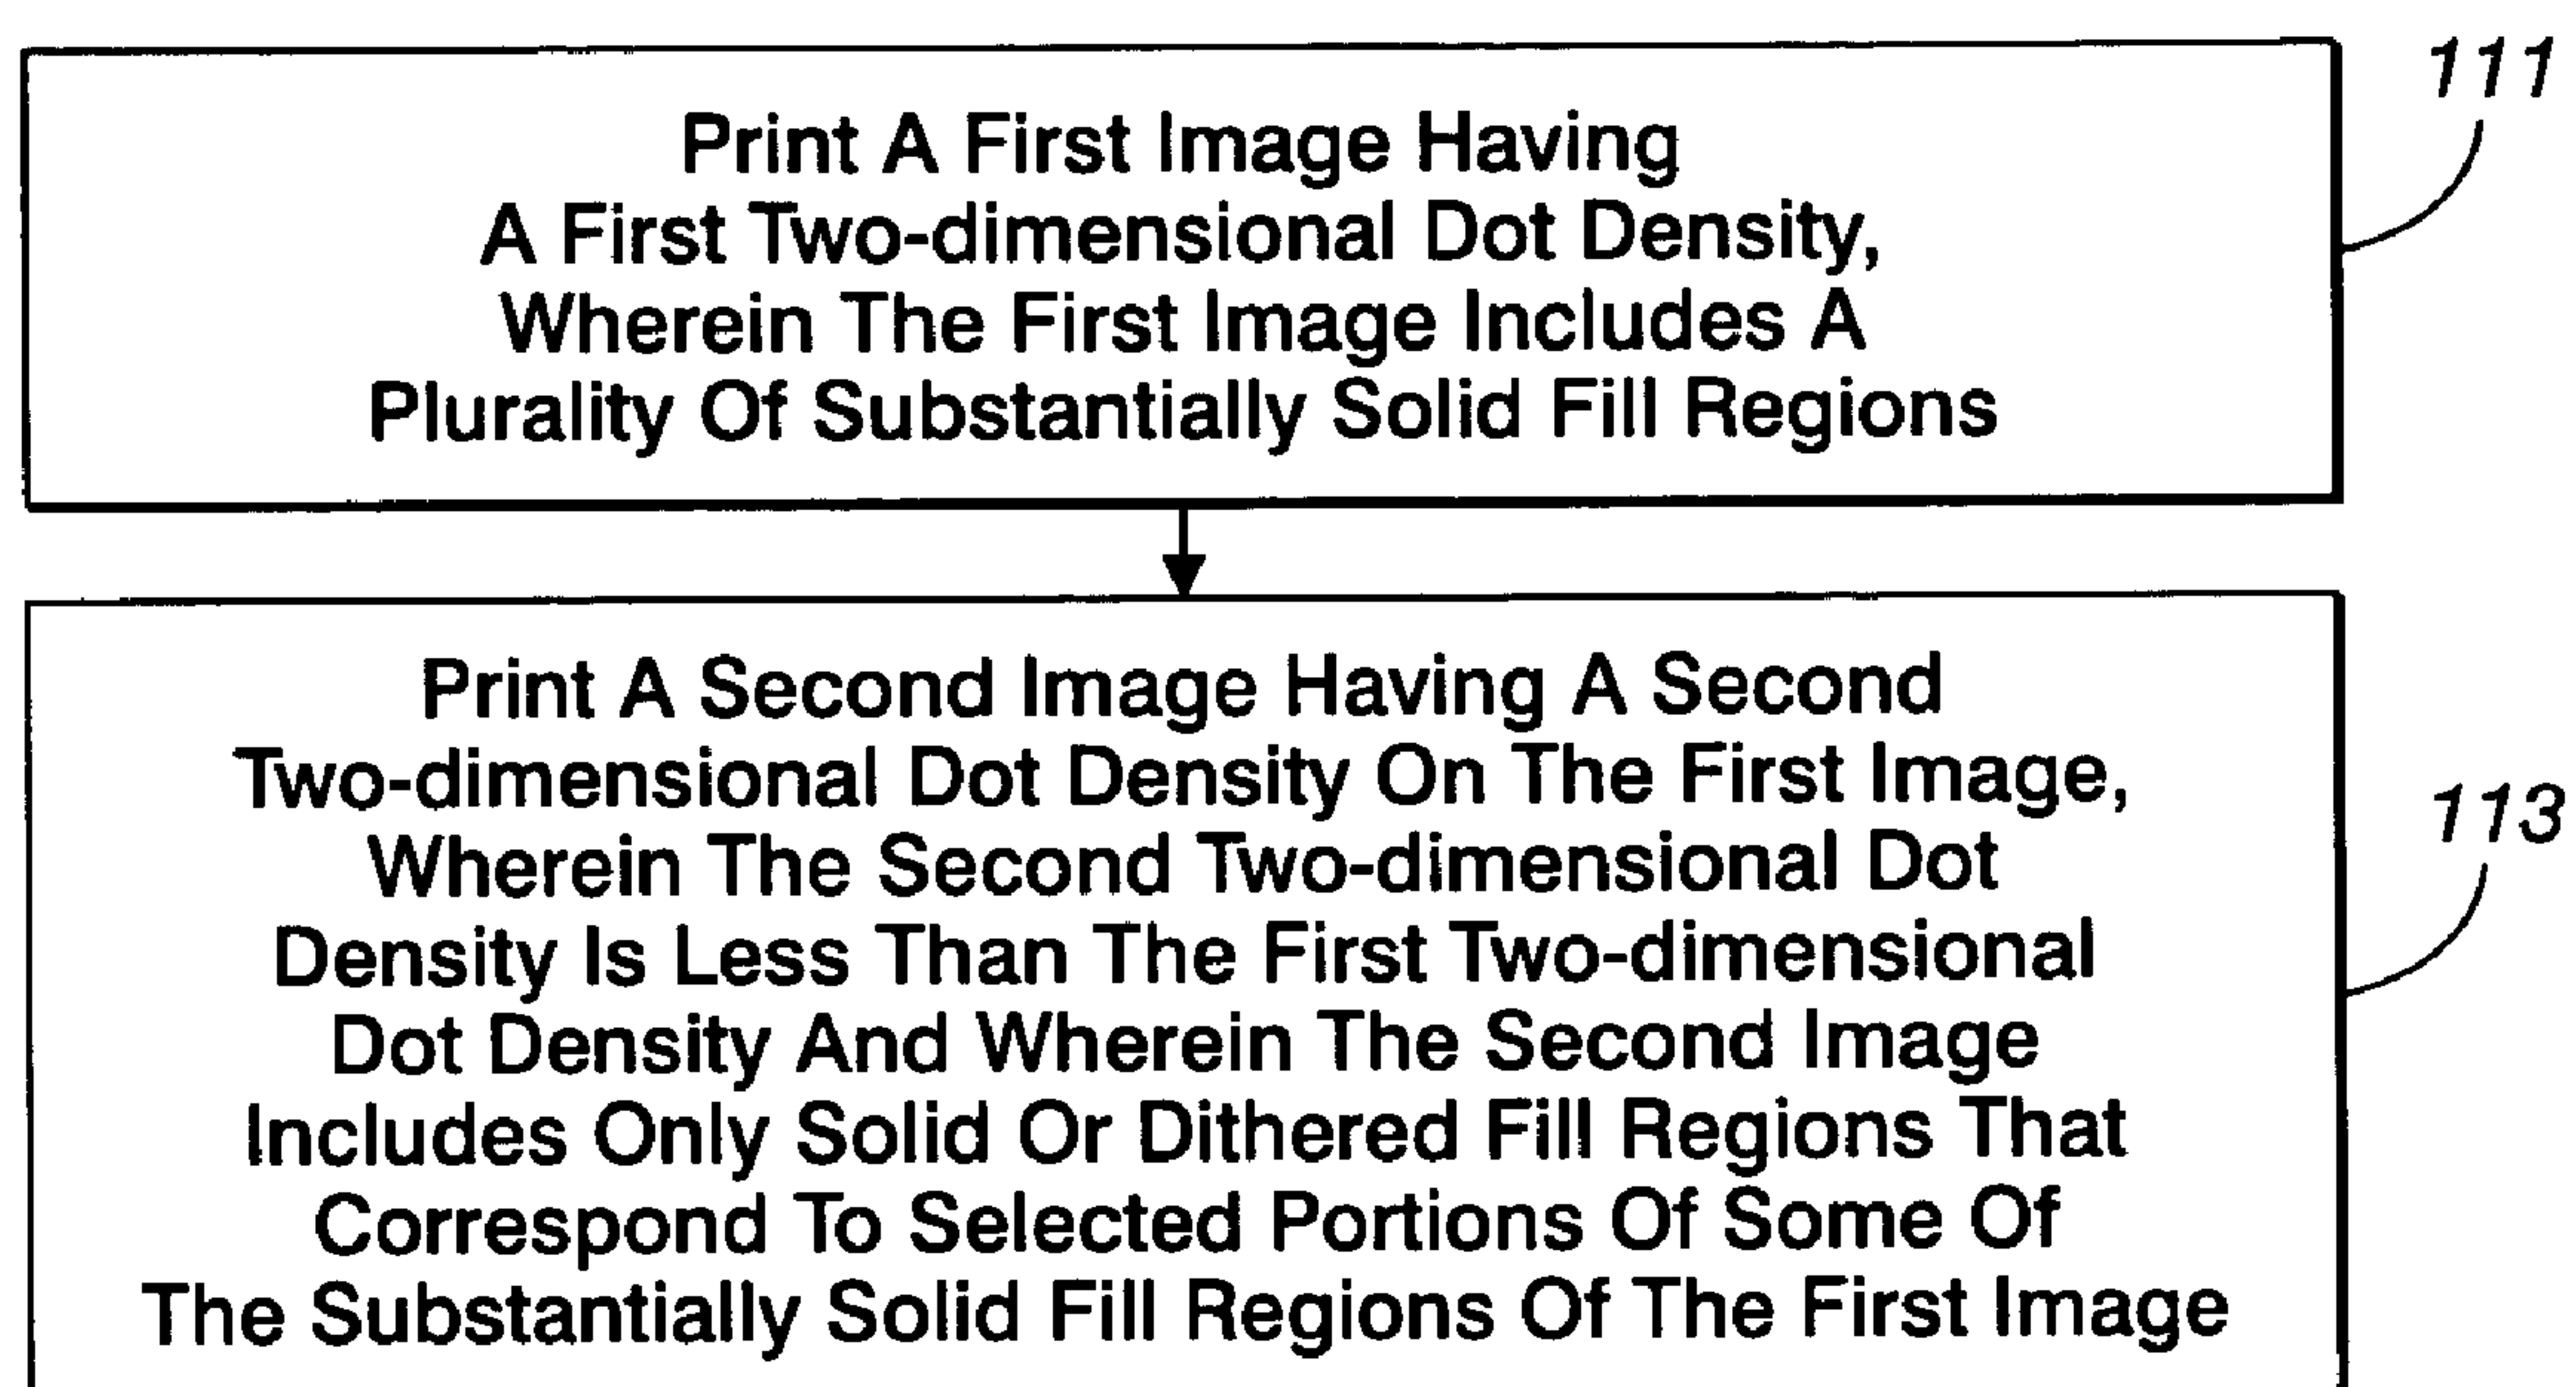 Print A First Image Having
A First Two-dimensional Dot Density,
Wherein The First Image Includes A
Plurality Of Substantially Solid Fill Regions
111
Print A Second Image Having A Second
Two-dimensional Dot Density On The First Image,
Wherein The Second Two-dimensional Dot
Density Is Less Than The First Two-dimensional
Dot Density And Wherein The Second Image
Includes Only Solid Or Dithered Fill Regions That
Correspond To Selected Portions Of Some Of
The Substantially Solid Fill Regions Of The First Image
113